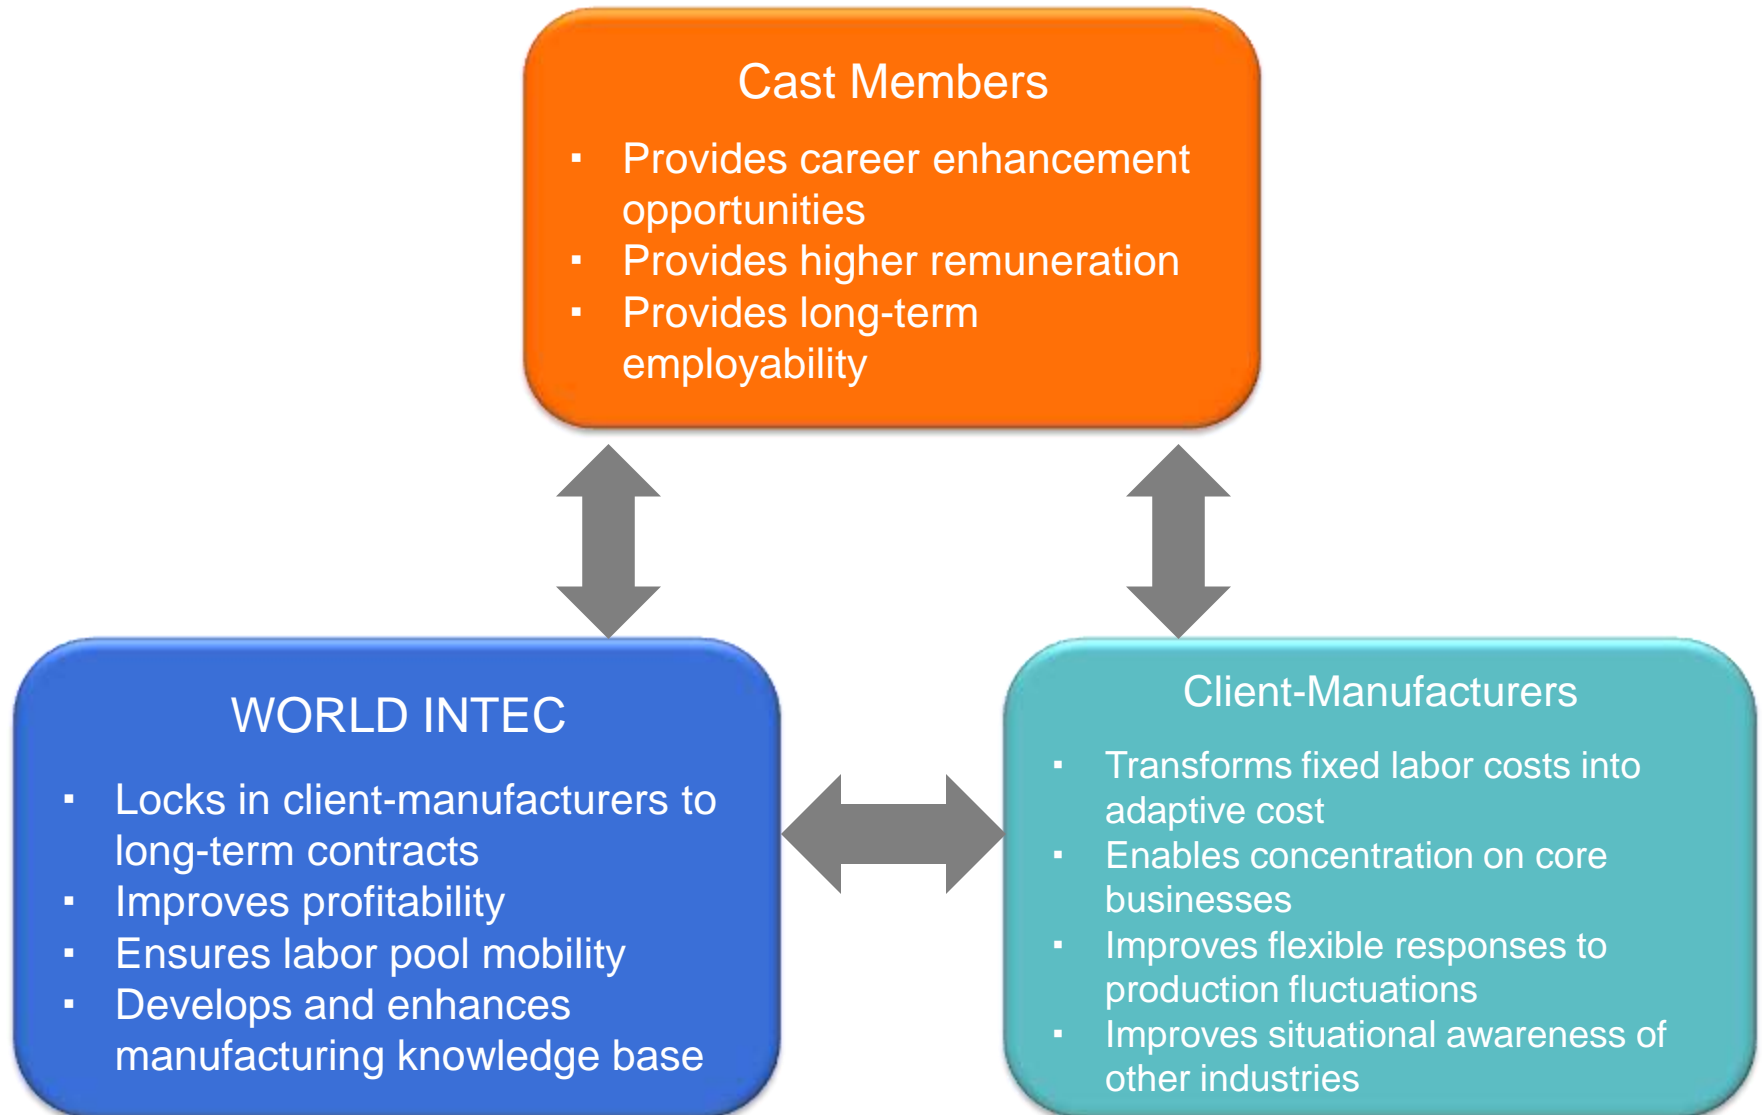 Cast Members
▪ Provides career enhancement
opportunities
▪ Provides higher remuneration
▪ Provides long-term
employability
WORLD INTEC
▪ Locks in client-manufacturers to
long-term contracts
▪ Improves profitability
▪ Ensures labor pool mobility
▪ Develops and enhances
manufacturing knowledge base
Client-Manufacturers
▪ Transforms fixed labor costs into
adaptive cost
▪ Enables concentration on core
businesses
▪ Improves flexible responses to
production fluctuations
▪ Improves situational awareness of
other industries